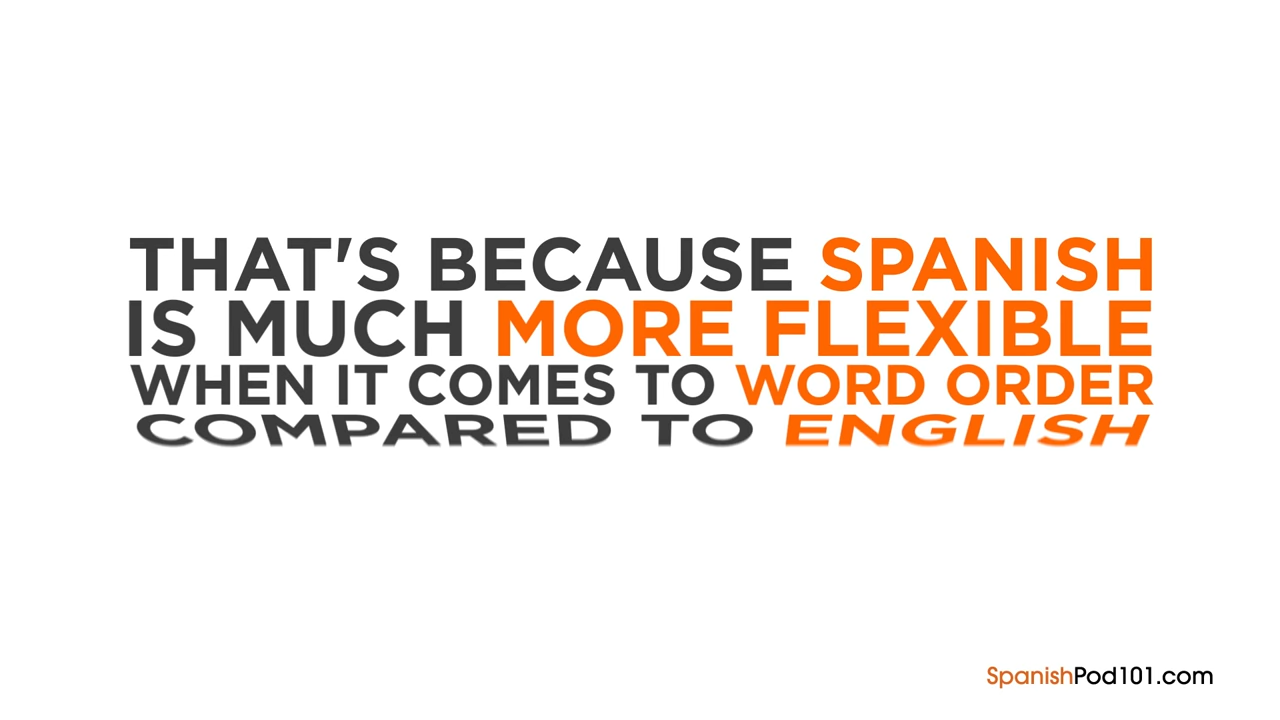 THAT'S BECAUSE SPANISH
IS MUCH MORE FLEXIBLE
WHEN IT COMES TO WORD ORDER
COMPARED TO ENGLISH
SpanishPod101.com